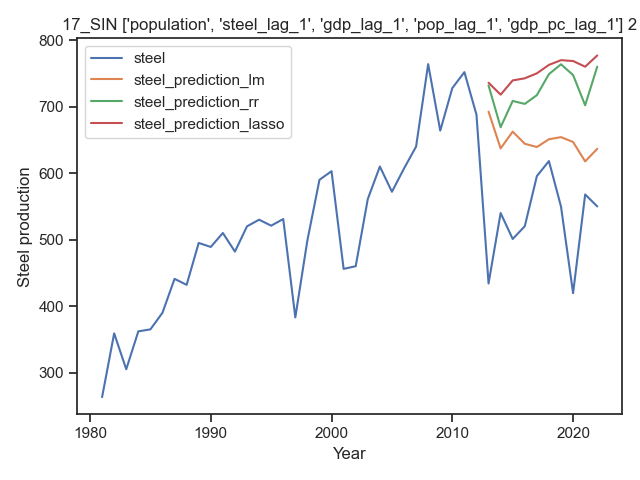 17_SIN ['population', 'steel_lag_1', 'gdp_lag_1', 'pop_lag_1', 'gdp_pc_lag_1'] 2
800
700
600
500
400
300
Steel production
steel
steel_prediction_lm
steel_prediction_rr
steel_prediction_lasso
1980
1990
2000
2010
2020
Year